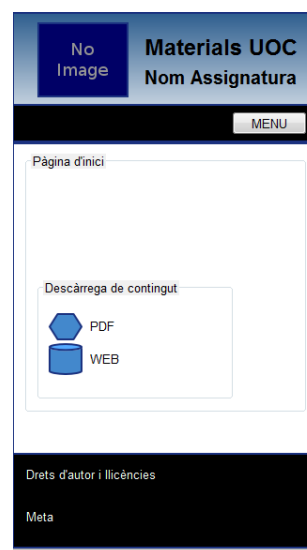 No
Image
Materials UOC
Nom Assignatura
MENU
Pàgina d'inici
Descàrrega de contingut
PDF
WEB
Drets d'autor i llicències
Meta